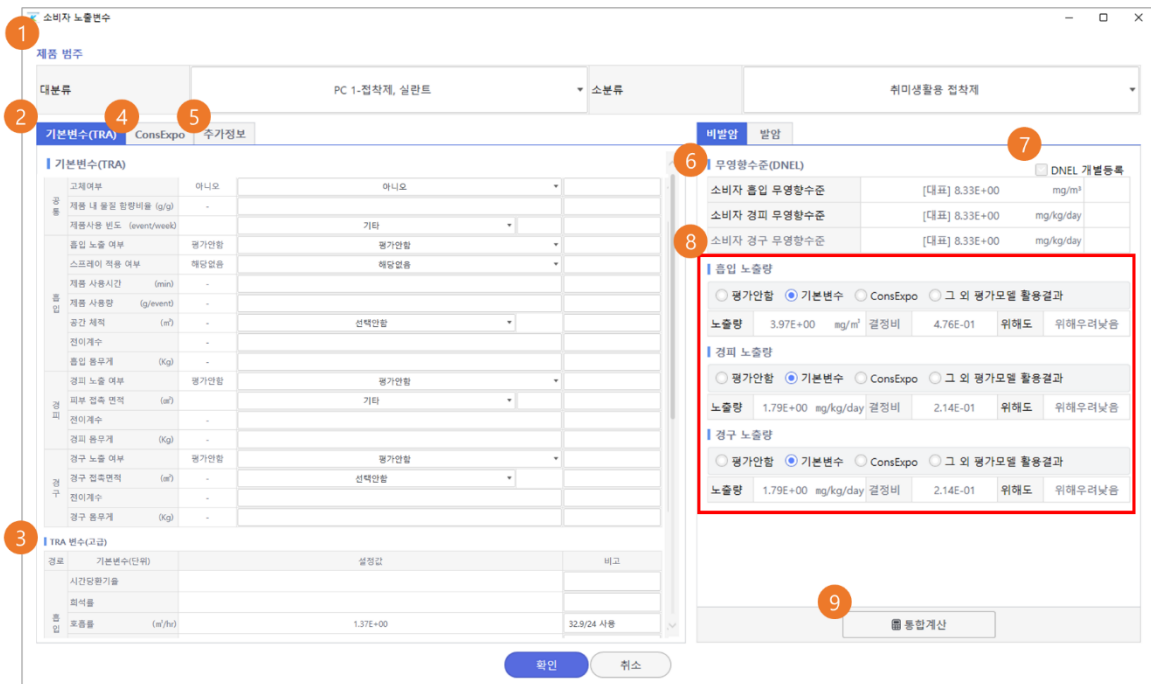 소비자 노출변수
1
제품 범주
대분류 PC 1-접착제, 실란트 소분류 취미생활용 접착제
2 4 5
기본변수(TRA) ConsExpo 추가정보
비발암 발암
7
기본변수(TRA)
6 무영향수준(DNEL) DNEL 개별등록
소비자 흡입 무영향수준 [대표] 8.33E+00 mg/m³
소비자 경피 무영향수준 [대표] 8.33E+00 mg/kg/day
8 소비자 경구 무영향수준 [대표] 8.33E+00 mg/kg/day
공통
고체여부 아니오 아니오
제품 내 물질 함량비율 (g/g) -
제품사용 빈도 (event/week) 기타
흡입
흡입 노출 여부 평가안함 평가안함
스프레이 적용 여부 해당없음 해당없음
제품 사용시간 (min) -
제품 사용량 (g/event) -
공간 체적 (㎥) - 선택안함
전이계수 -
흡입 몸무게 (Kg) -
경피
경피 노출 여부 평가안함 평가안함
피부 접촉 면적 (㎠) 기타
전이계수 -
경피 몸무게 (Kg) -
경구
경구 노출 여부 평가안함 평가안함
경구 접촉면적 (㎠) - 선택안함
전이계수 -
경구 몸무게 (Kg) -
3 TRA 변수(고급)
경로 기본변수(단위) 설정값 비고
흡입
시간당환기율
희석률
호흡률 (㎥/hr) 1.37E+00 32.9/24 사용
흡입 노출량
평가안함 기본변수 ConsExpo 그 외 평가모델 활용결과
노출량 3.97E+00 mg/m³ 결정비 4.76E-01 위해도 위해우려낮음
경피 노출량
평가안함 기본변수 ConsExpo 그 외 평가모델 활용결과
노출량 1.79E+00 mg/kg/day 결정비 2.14E-01 위해도 위해우려낮음
경구 노출량
평가안함 기본변수 ConsExpo 그 외 평가모델 활용결과
노출량 1.79E+00 mg/kg/day 결정비 2.14E-01 위해도 위해우려낮음
9
통합계산
확인 취소